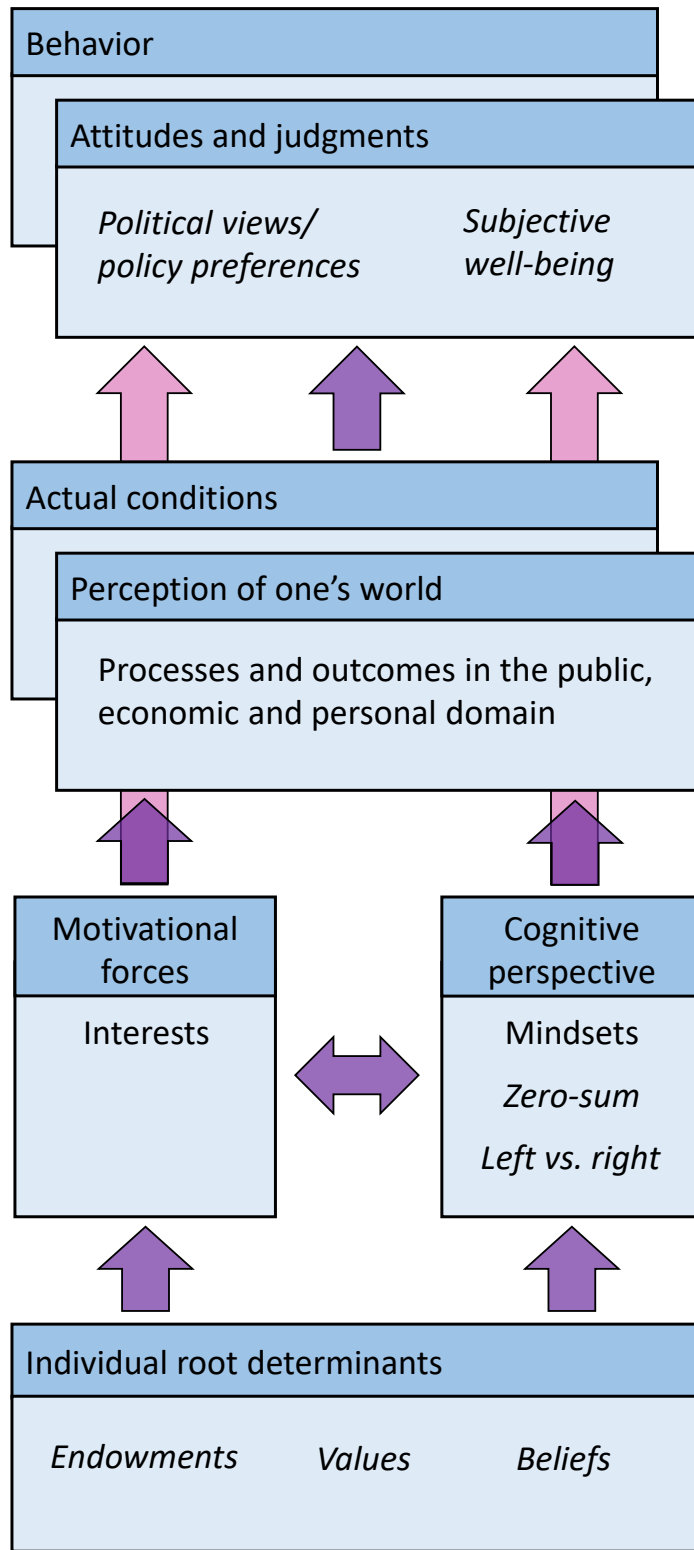 Behavior
Attitudes and judgments
Political views/
policy preferences
Subjective
well-being
Actual conditions
Perception of one’s world
Processes and outcomes in the public,
economic and personal domain
Motivational
forces
Interests
Cognitive
perspective
Mindsets
Zero-sum
Left vs. right
Individual root determinants
Endowments
Values
Beliefs